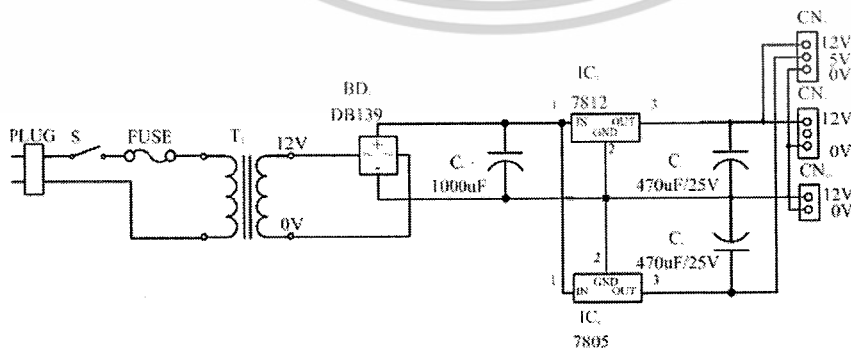 CN.
12V
5V
0V
BD.
DB139
IC.
7812
1
IN
OUT
3
GND
2
CN.
12V
0V
PLUG
S
FUSE
T1
12V
0V
+
-
C.
1000uF
C.
470uF/25V
CN.
12V
0V
C.
470uF/25V
2
GND
1
IN
OUT
3
IC.
7805